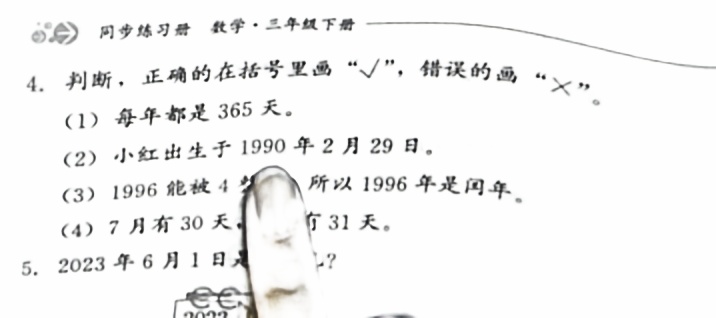 同步练习册 数学·三年级下册
4. 判断，正确的在括号里画“√”，错误的画“×”。
（1）每年都是 365 天。
（2）小红出生于 1990 年 2 月 29 日。
（3）1996 能被 4 所以 1996 年是闰年。
（4）7 月有 30 天， 有 31 天。
5. 2023 年 6 月 1 日是 ？
2023